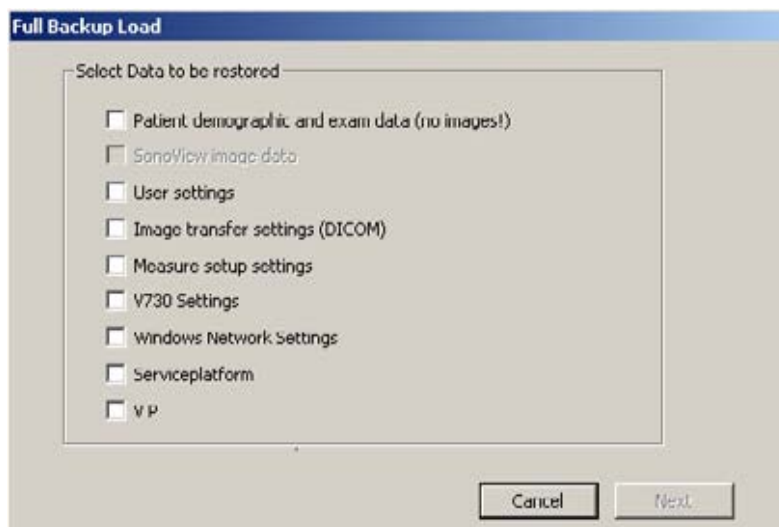 Full Backup Load
Select Data to be restored
Patient demographic and exam data (no images!)
SonoView image data
User settings
Image transfer settings (DICOM)
Measure setup settings
V730 Settings
Windows Network Settings
Serviceplatform
VIP
Cancel Next